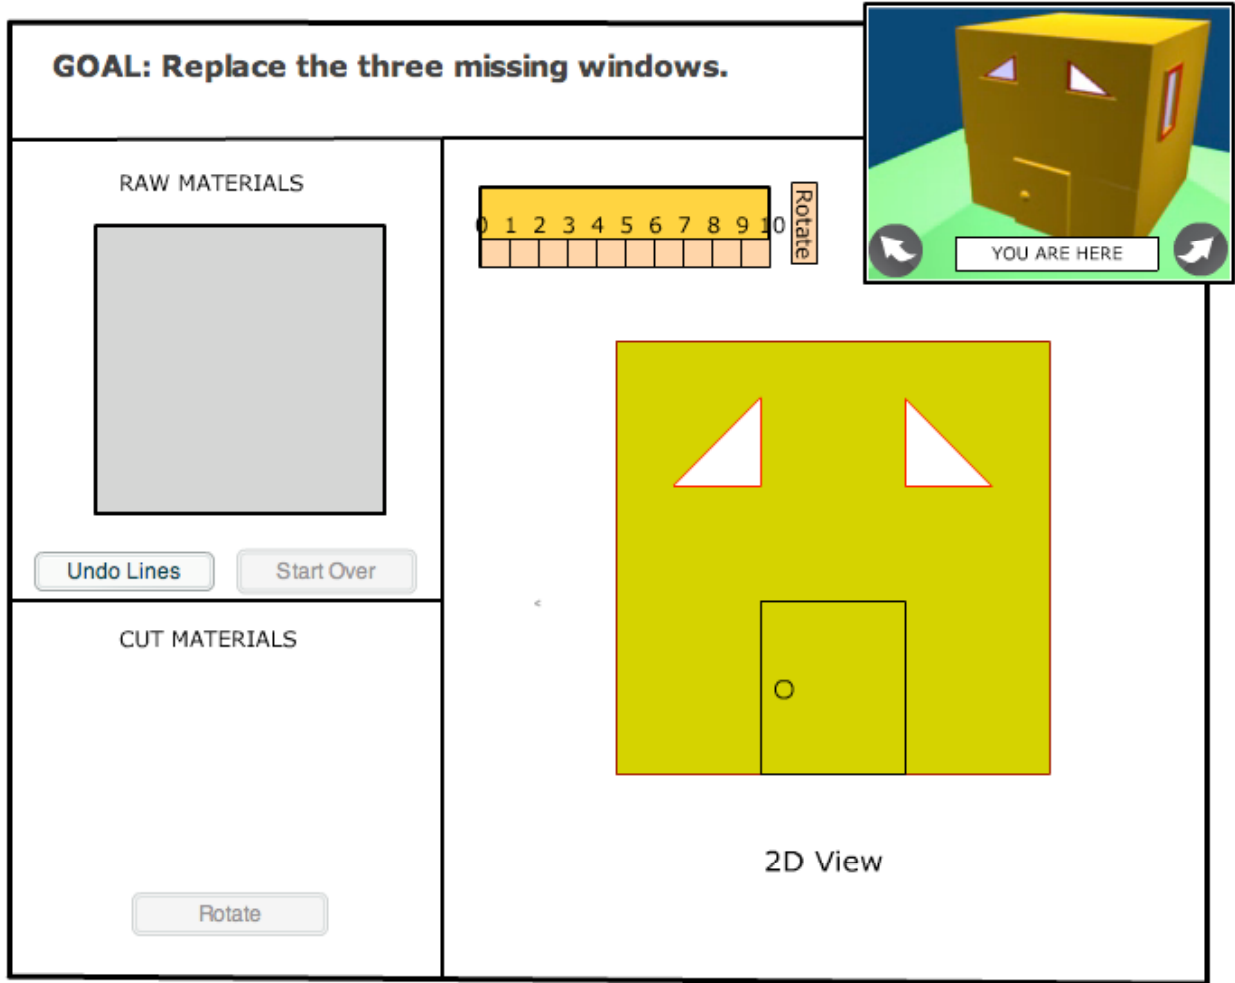 GOAL: Replace the three missing windows.
YOU ARE HERE
RAW MATERIALS
0 1 2 3 4 5 6 7 8 9 10
Rotate
Undo Lines
Start Over
<
CUT MATERIALS
Rotate
2D View